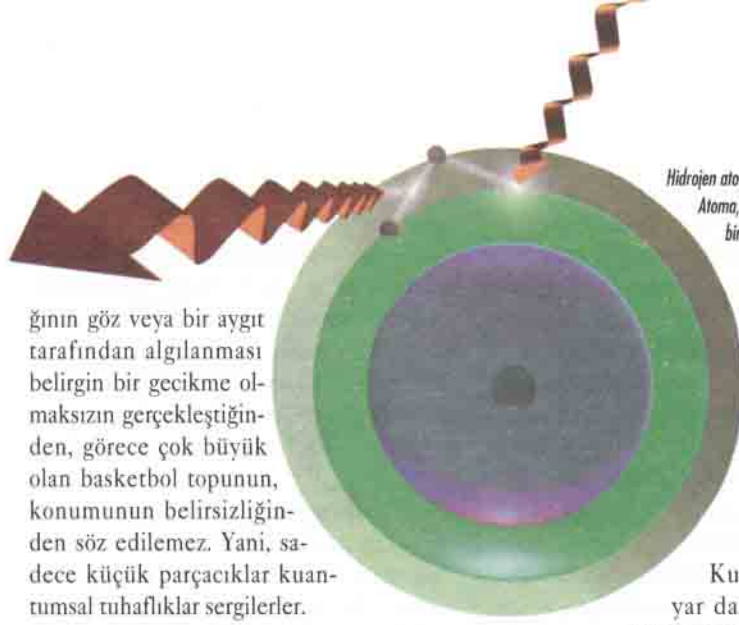 Hidrojen ato
Atoma,
bir
ğının göz veya bir aygıt
tarafından algılanması
belirgin bir gecikme ol-
maksızın gerçekleştiğin-
den, görece çok büyük
olan basketbol topunun,
konumunun belirsizliğin-
den söz edilemez. Yani, sa-
dece küçük parçacıklar kuan-
tumsal tuhaflıklar sergilerler.
Ku
yar da